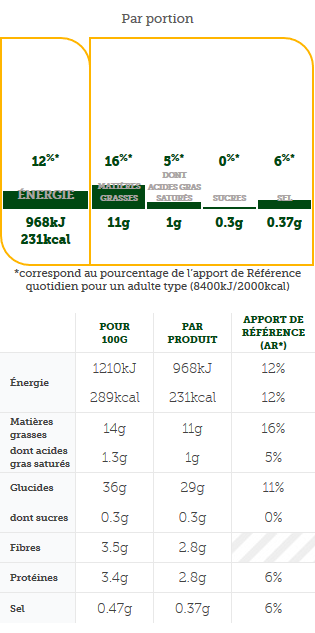 Par portion
12%* 16%* 5%* 0%* 6%*
ÉNERGIE MATIÈRES GRASSES DONT ACIDES GRAS SATURÉS SUCRES SEL
968kJ 11g 1g 0.3g 0.37g
231kcal
*correspond au pourcentage de l'apport de Référence
quotidien pour un adulte type (8400kJ/2000kcal)
POUR 100G PAR PRODUIT APPORT DE RÉFÉRENCE (AR*)
Énergie 1210kJ 968kJ 12%
289kcal 231kcal 12%
Matières grasses 14g 11g 16%
dont acides gras saturés 1.3g 1g 5%
Glucides 36g 29g 11%
dont sucres 0.3g 0.3g 0%
Fibres 3.5g 2.8g
Protéines 3.4g 2.8g 6%
Sel 0.47g 0.37g 6%